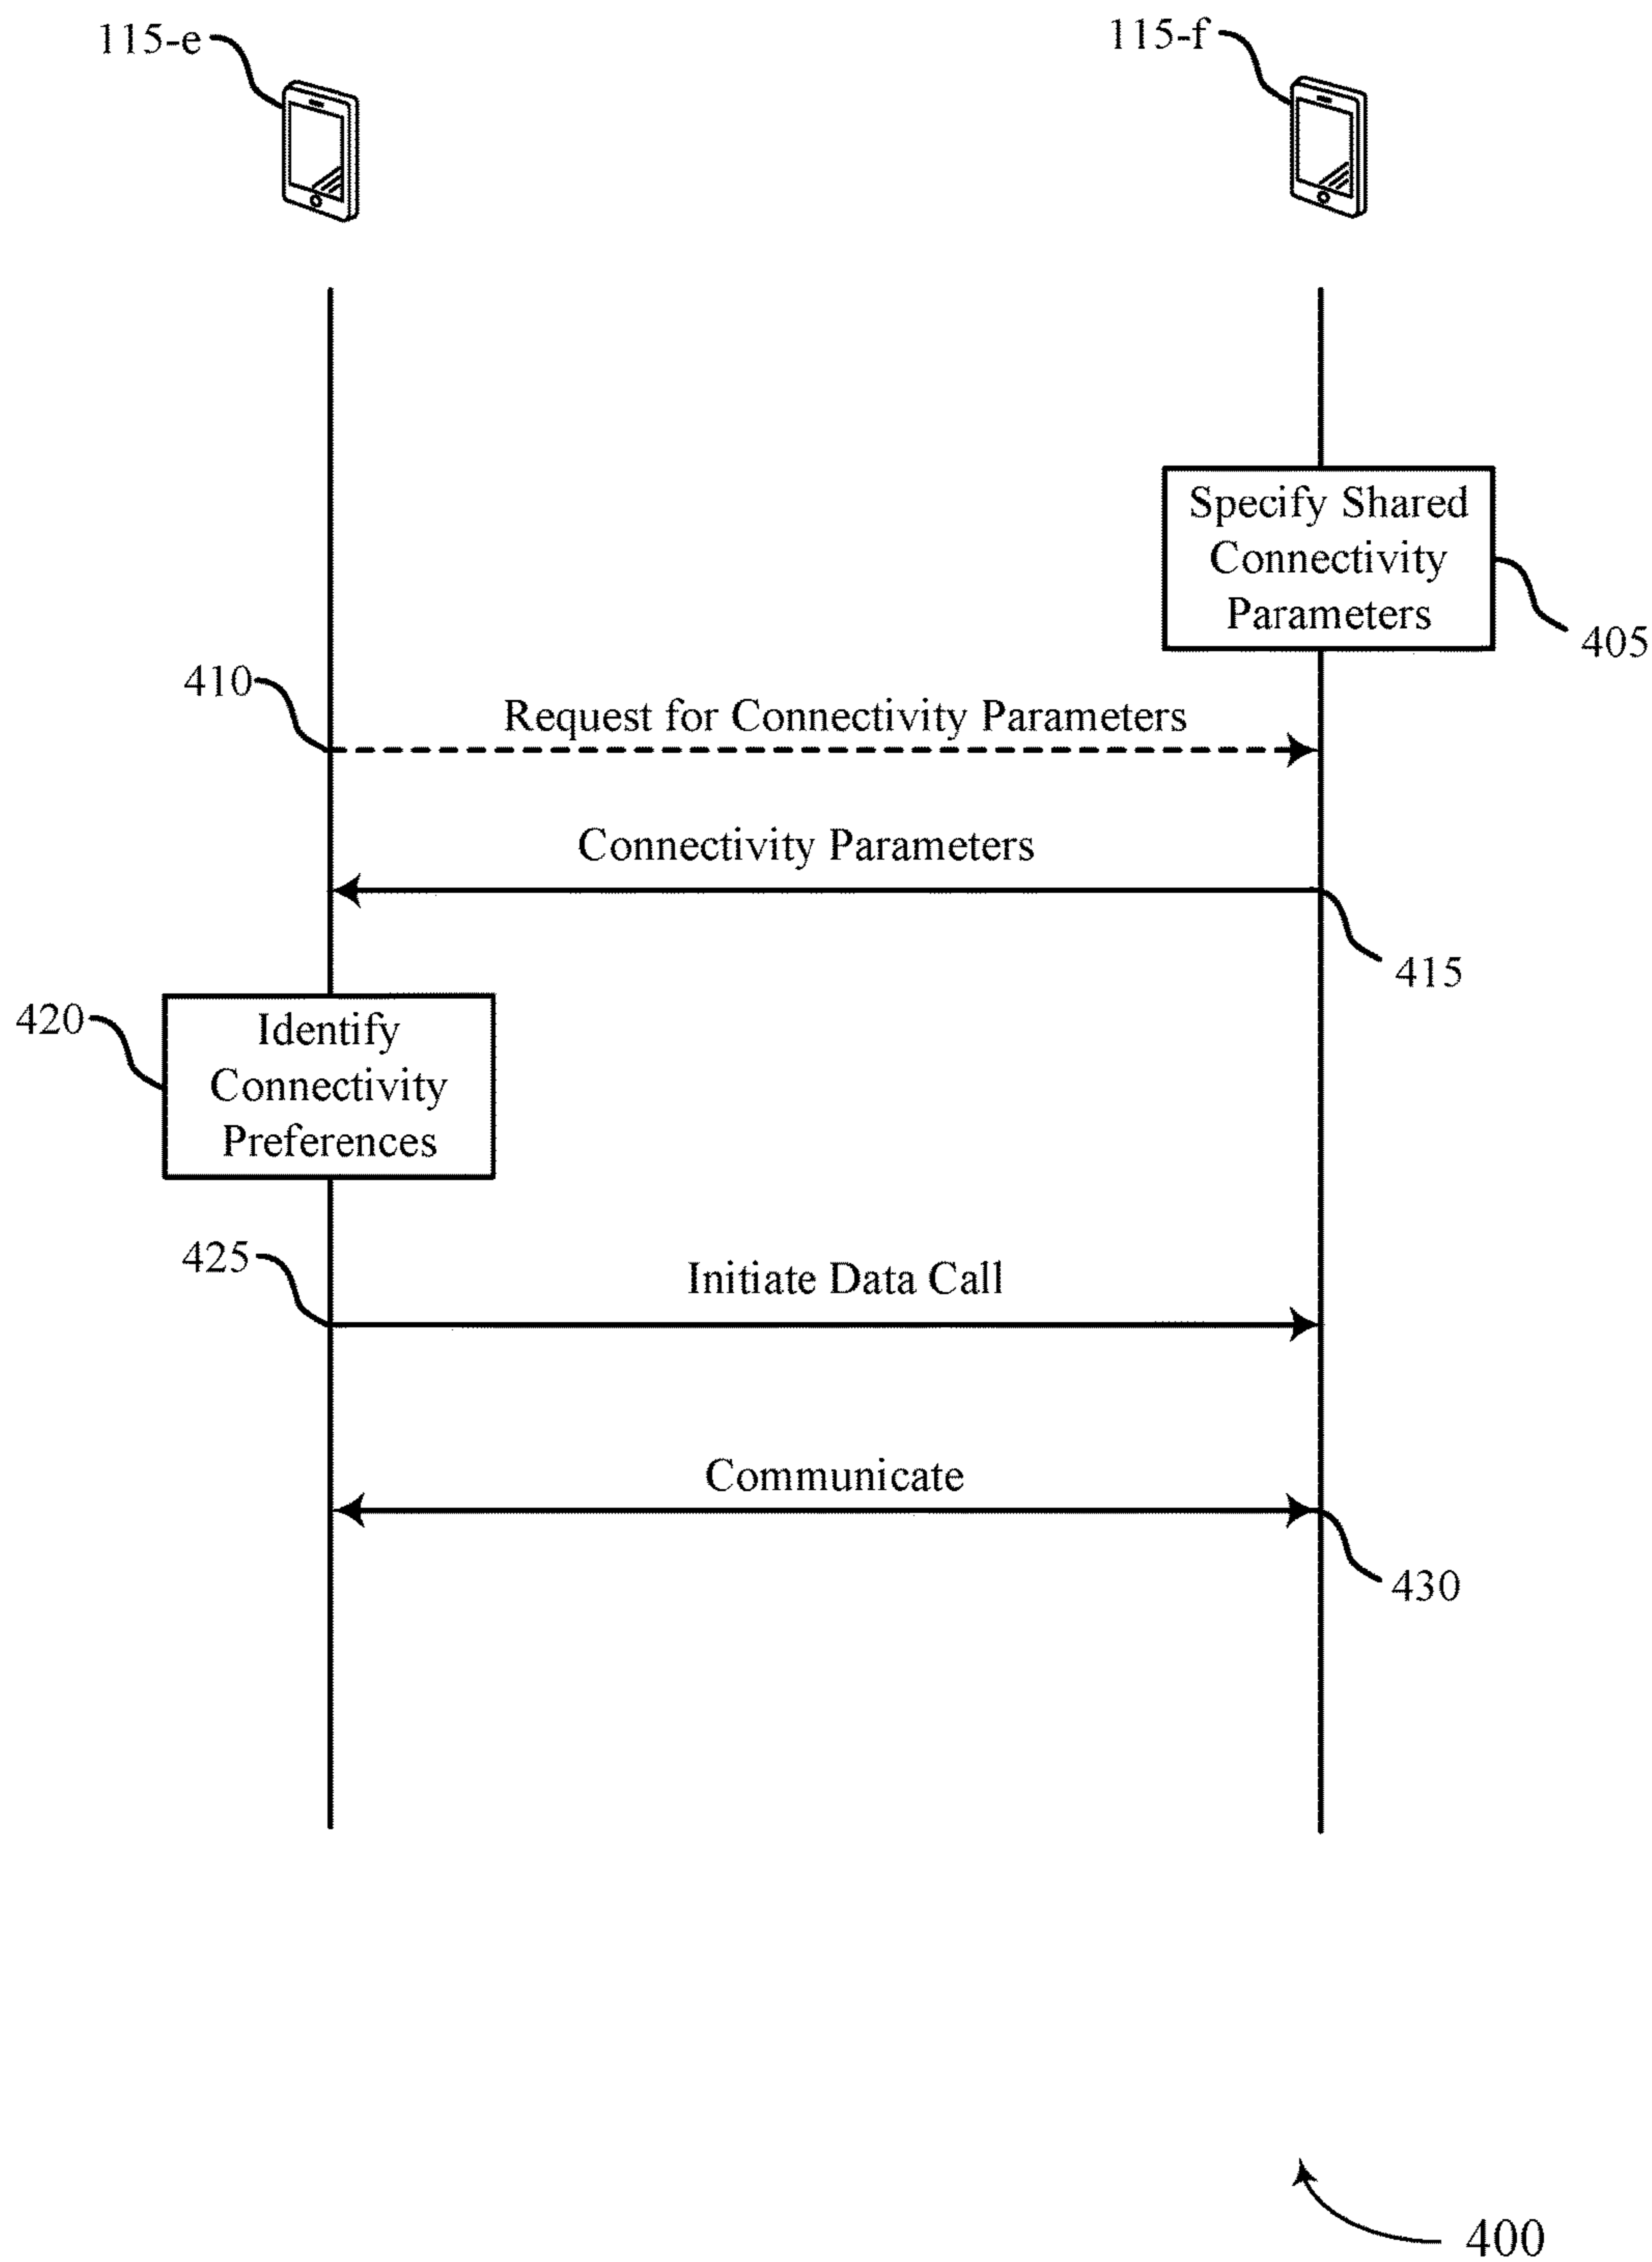 115-e
115-f
Specify Shared
Connectivity
Parameters
405
410
Request for Connectivity Parameters
Connectivity Parameters
415
420
Identify
Connectivity
Preferences
425
Initiate Data Call
Communicate
430
400